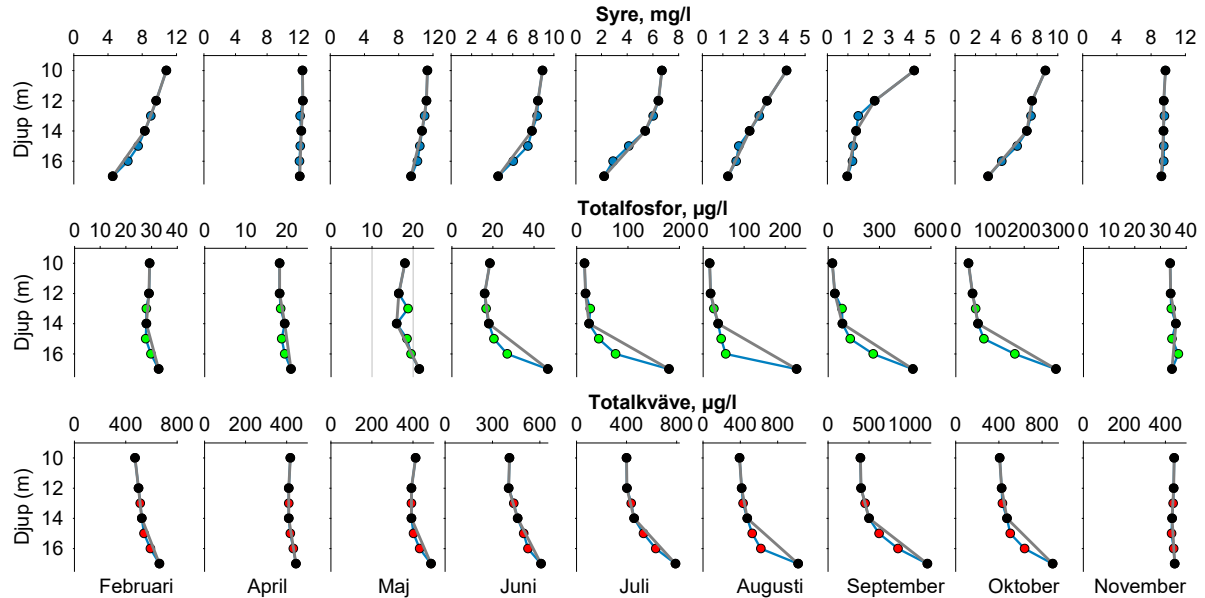 Syre, mg/l
0 4 8 12 0 4 8 12 0 4 8 12 0 2 4 6 8 10 0 2 4 6 8 0 1 2 3 4 5 0 1 2 3 4 5 0 2 4 6 8 10 0 4 8 12
10
12
14
16
Djup (m)
Totalfosfor, µg/l
0 10 20 30 40 0 10 20 0 10 20 0 20 40 0 100 200 0 100 200 0 300 600 0 100 200 300 0 10 20 30 40
10
12
14
16
Djup (m)
Totalkväve, µg/l
0 400 800 0 200 400 0 200 400 0 300 600 0 400 800 0 400 800 0 500 1000 0 400 800 0 200 400
10
12
14
16
Djup (m)
Februari April Maj Juni Juli Augusti September Oktober November